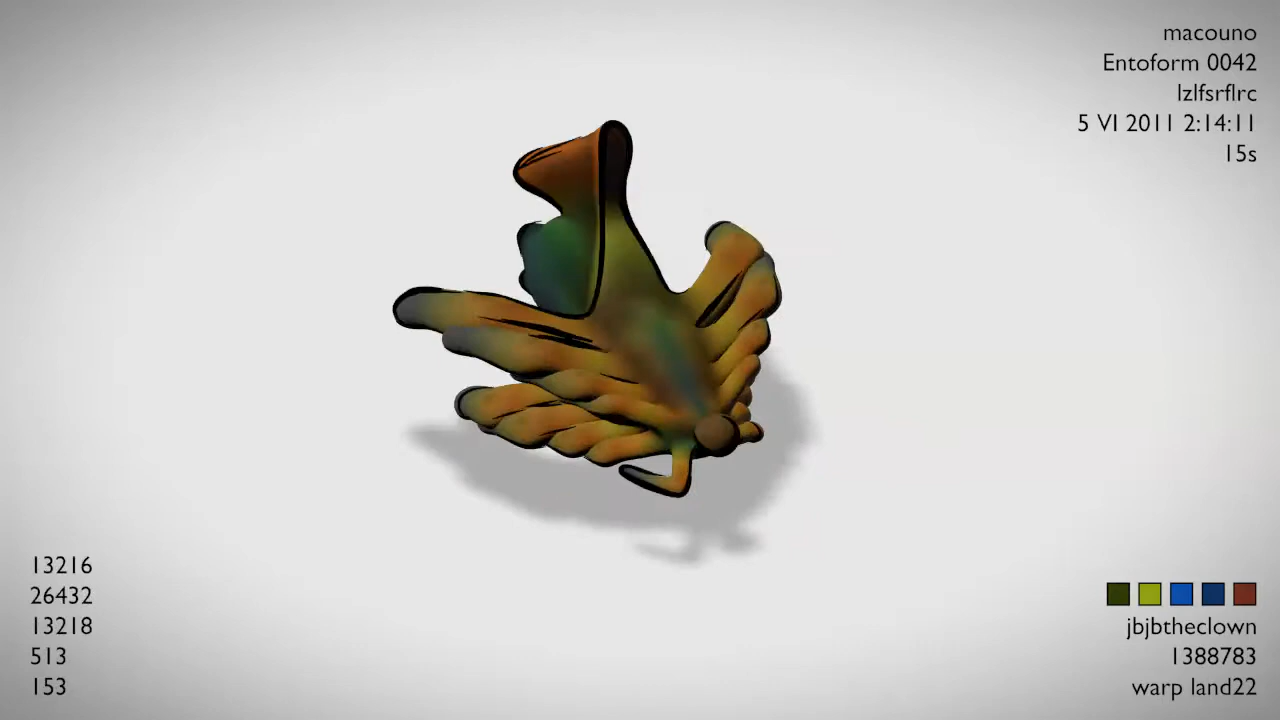 macouno
Entoform 0042
lzlfsrflrc
5 VI 2011 2:14:11
15s
13216
26432
13218
513
153
jbjbtheclown
1388783
warp land22